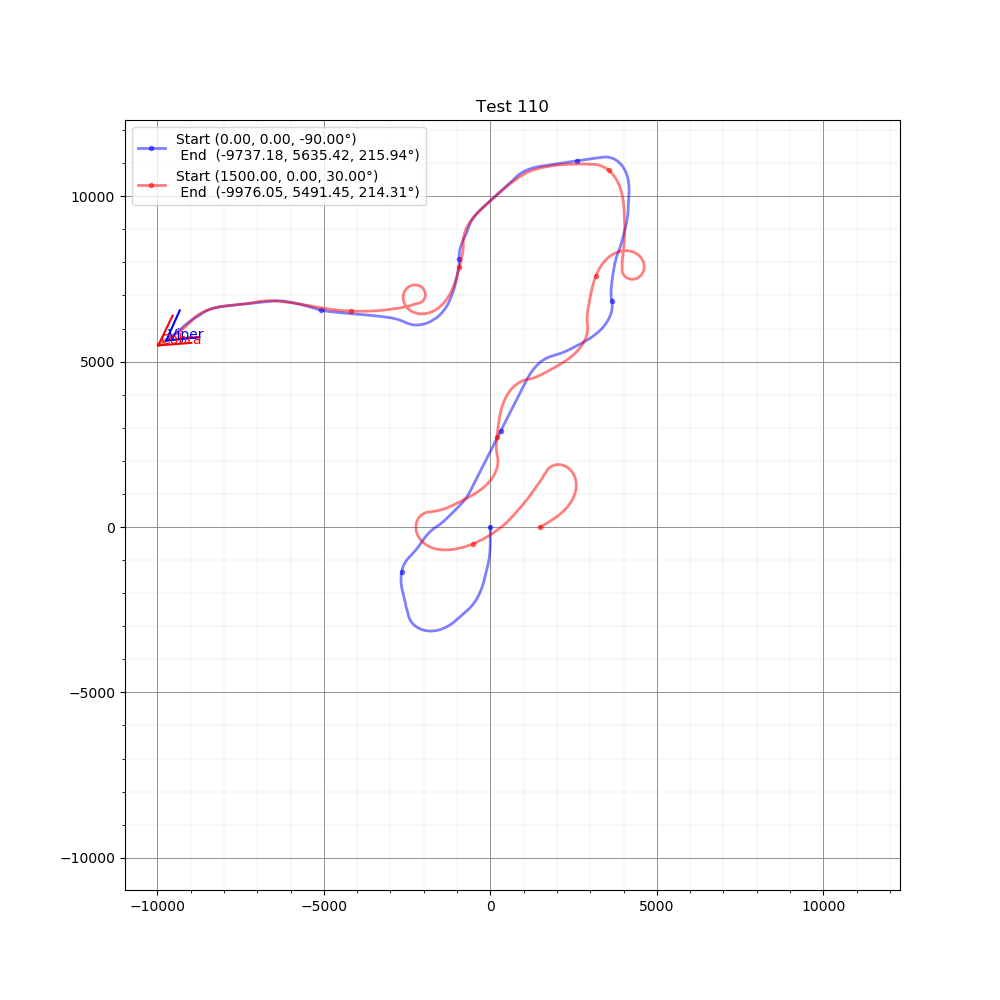 Test 110
Start (0.00, 0.00, -90.00°)
End  (-9737.18, 5635.42, 215.94°)
Start (1500.00, 0.00, 30.00°)
End  (-9976.05, 5491.45, 214.31°)
10000
5000
0
−5000
−10000
−10000
−5000
0
5000
10000